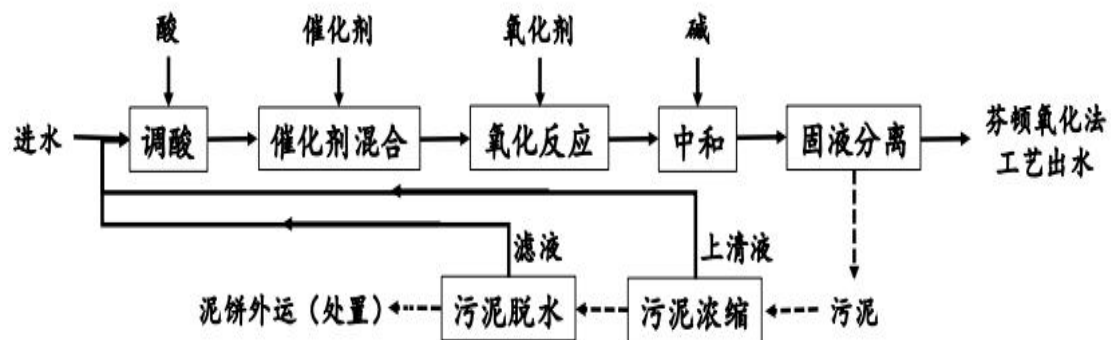 酸
催化剂
氧化剂
碱
进水
调酸
催化剂混合
氧化反应
中和
固液分离
芬顿氧化法
工艺出水
滤液
上清液
泥饼外运（处置）
污泥脱水
污泥浓缩
污泥